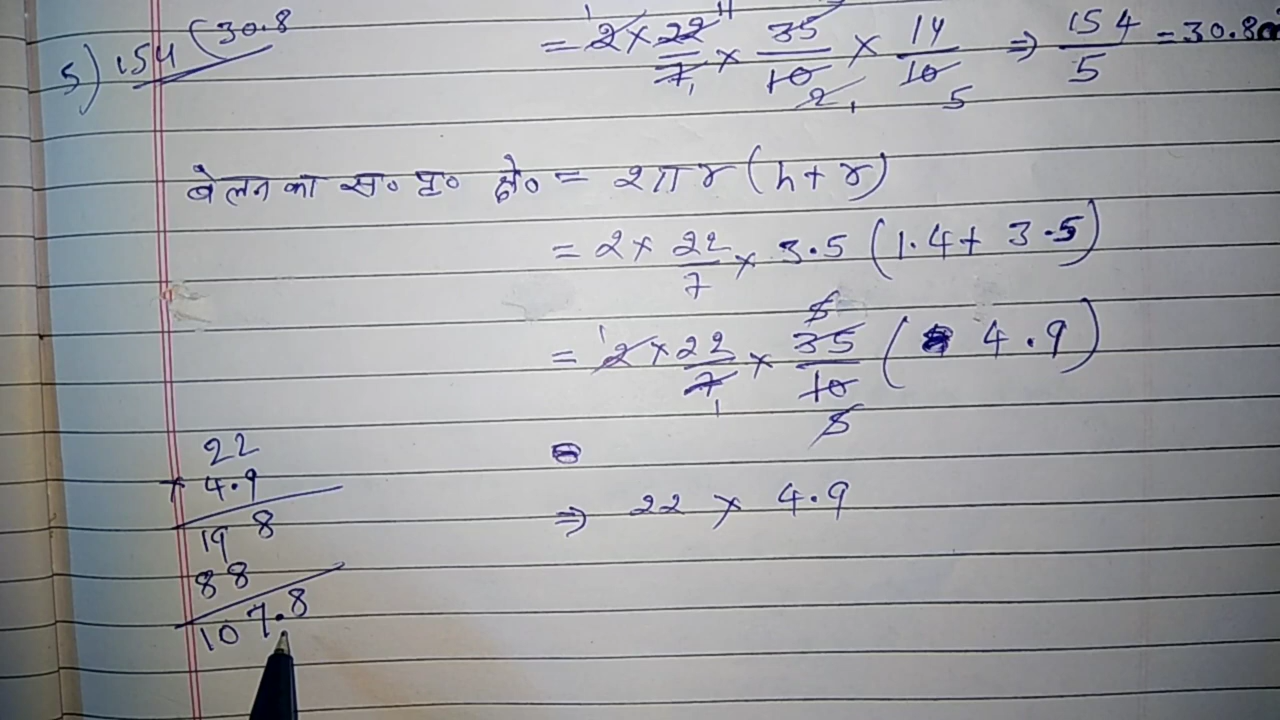 5) 154 ( 30.8
= 2 × 22/7 × 35/10 × 14/10 ⇒ 154/5 = 30.8
बेलन का स० पृ० क्षे० = 2πr (h + r)
= 2 × 22/7 × 3.5 (1.4 + 3.5)
= 2 × 22/7 × 35/10 ( 4.9 )
⇒ 22 × 4.9
22
× 4.9
19 8
88
107.8